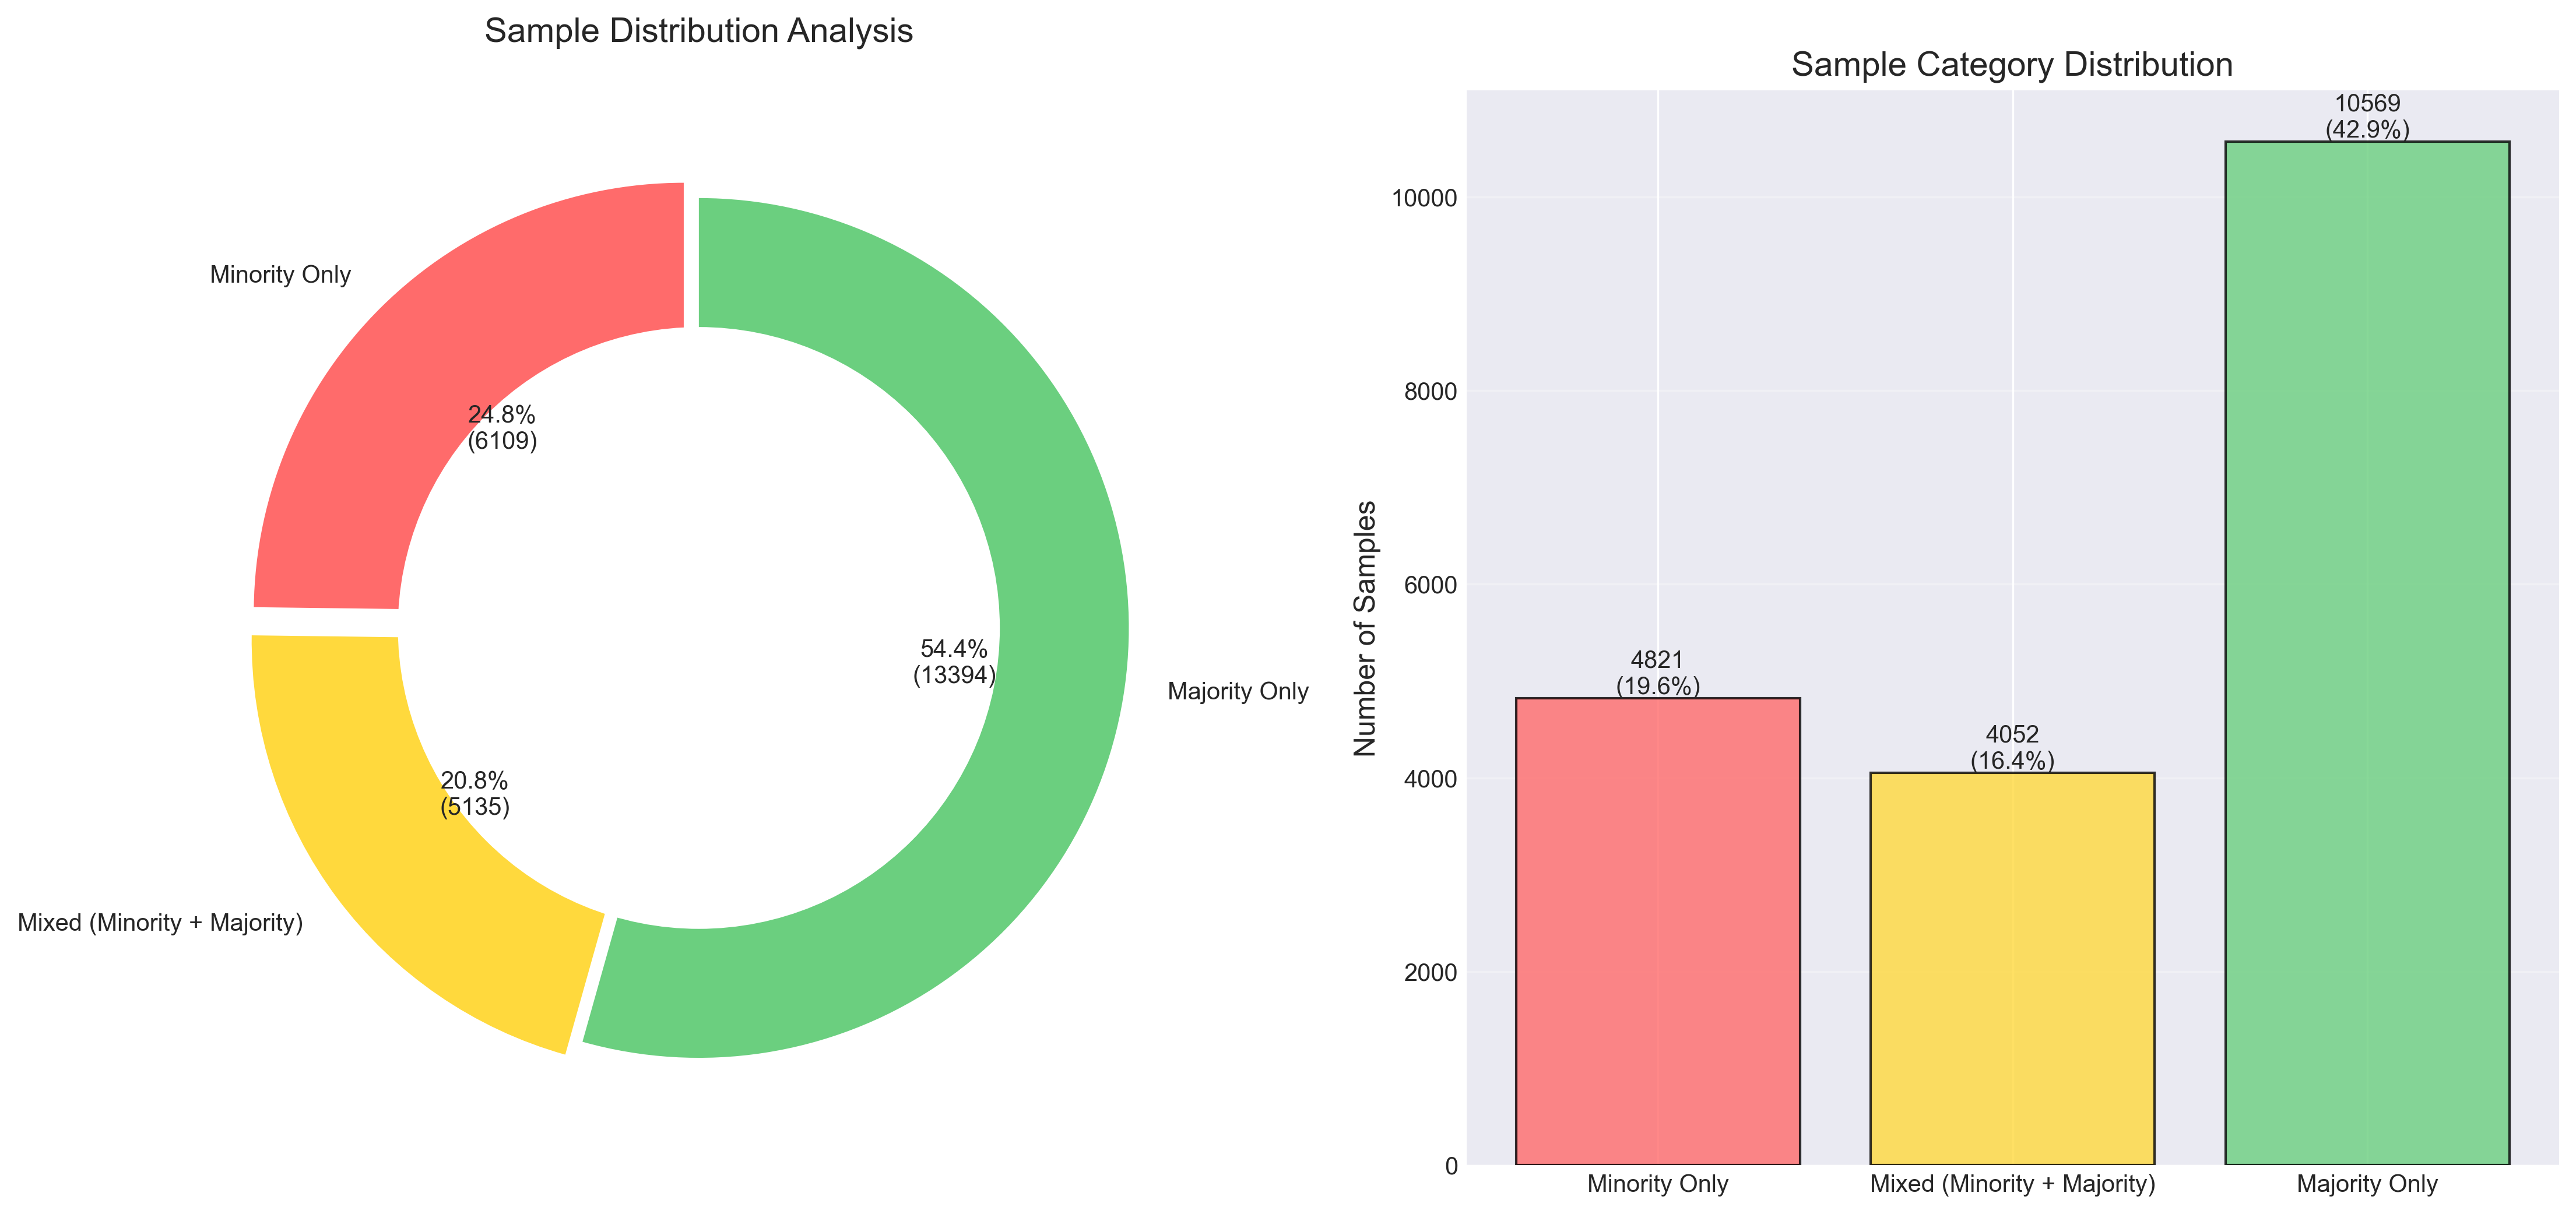 Sample Distribution Analysis
Minority Only
24.8%
(6109)
54.4%
(13394)
Majority Only
20.8%
(5135)
Mixed (Minority + Majority)
Sample Category Distribution
Number of Samples
10000
8000
6000
4000
2000
0
4821
(19.6%)
4052
(16.4%)
10569
(42.9%)
Minority Only
Mixed (Minority + Majority)
Majority Only